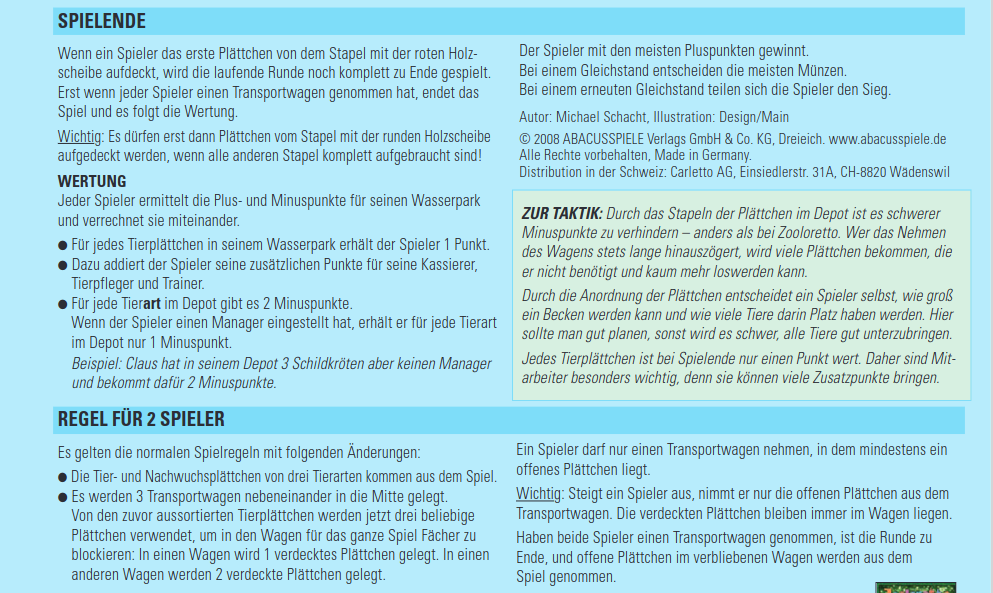 SPIELENDE
Wenn ein Spieler das erste Plättchen von dem Stapel mit der roten Holz-
scheibe aufdeckt, wird die laufende Runde noch komplett zu Ende gespielt.
Erst wenn jeder Spieler einen Transportwagen genommen hat, endet das
Spiel und es folgt die Wertung.
Wichtig: Es dürfen erst dann Plättchen vom Stapel mit der runden Holzscheibe
aufgedeckt werden, wenn alle anderen Stapel komplett aufgebraucht sind!
WERTUNG
Jeder Spieler ermittelt die Plus- und Minuspunkte für seinen Wasserpark
und verrechnet sie miteinander.
● Für jedes Tierplättchen in seinem Wasserpark erhält der Spieler 1 Punkt.
● Dazu addiert der Spieler seine zusätzlichen Punkte für seine Kassierer,
Tierpfleger und Trainer.
● Für jede Tierart im Depot gibt es 2 Minuspunkte.
Wenn der Spieler einen Manager eingestellt hat, erhält er für jede Tierart
im Depot nur 1 Minuspunkt.
Beispiel: Claus hat in seinem Depot 3 Schildkröten aber keinen Manager
und bekommt dafür 2 Minuspunkte.
Der Spieler mit den meisten Pluspunkten gewinnt.
Bei einem Gleichstand entscheiden die meisten Münzen.
Bei einem erneuten Gleichstand teilen sich die Spieler den Sieg.
Autor: Michael Schacht, Illustration: Design/Main
© 2008 ABACUSSPIELE Verlags GmbH & Co. KG, Dreieich. www.abacusspiele.de
Alle Rechte vorbehalten, Made in Germany.
Distribution in der Schweiz: Carletto AG, Einsiedlerstr. 31A, CH-8820 Wädenswil
ZUR TAKTIK: Durch das Stapeln der Plättchen im Depot ist es schwerer
Minuspunkte zu verhindern – anders als bei Zooloretto. Wer das Nehmen
des Wagens stets lange hinauszögert, wird viele Plättchen bekommen, die
er nicht benötigt und kaum mehr loswerden kann.
Durch die Anordnung der Plättchen entscheidet ein Spieler selbst, wie groß
ein Becken werden kann und wie viele Tiere darin Platz haben werden. Hier
sollte man gut planen, sonst wird es schwer, alle Tiere gut unterzubringen.
Jedes Tierplättchen ist bei Spielende nur einen Punkt wert. Daher sind Mit-
arbeiter besonders wichtig, denn sie können viele Zusatzpunkte bringen.
REGEL FÜR 2 SPIELER
Es gelten die normalen Spielregeln mit folgenden Änderungen:
● Die Tier- und Nachwuchsplättchen von drei Tierarten kommen aus dem Spiel.
● Es werden 3 Transportwagen nebeneinander in die Mitte gelegt.
Von den zuvor aussortierten Tierplättchen werden jetzt drei beliebige
Plättchen verwendet, um in den Wagen für das ganze Spiel Fächer zu
blockieren: In einen Wagen wird 1 verdecktes Plättchen gelegt. In einen
anderen Wagen werden 2 verdeckte Plättchen gelegt.
Ein Spieler darf nur einen Transportwagen nehmen, in dem mindestens ein
offenes Plättchen liegt.
Wichtig: Steigt ein Spieler aus, nimmt er nur die offenen Plättchen aus dem
Transportwagen. Die verdeckten Plättchen bleiben immer im Wagen liegen.
Haben beide Spieler einen Transportwagen genommen, ist die Runde zu
Ende, und offene Plättchen im verbliebenen Wagen werden aus dem
Spiel genommen.